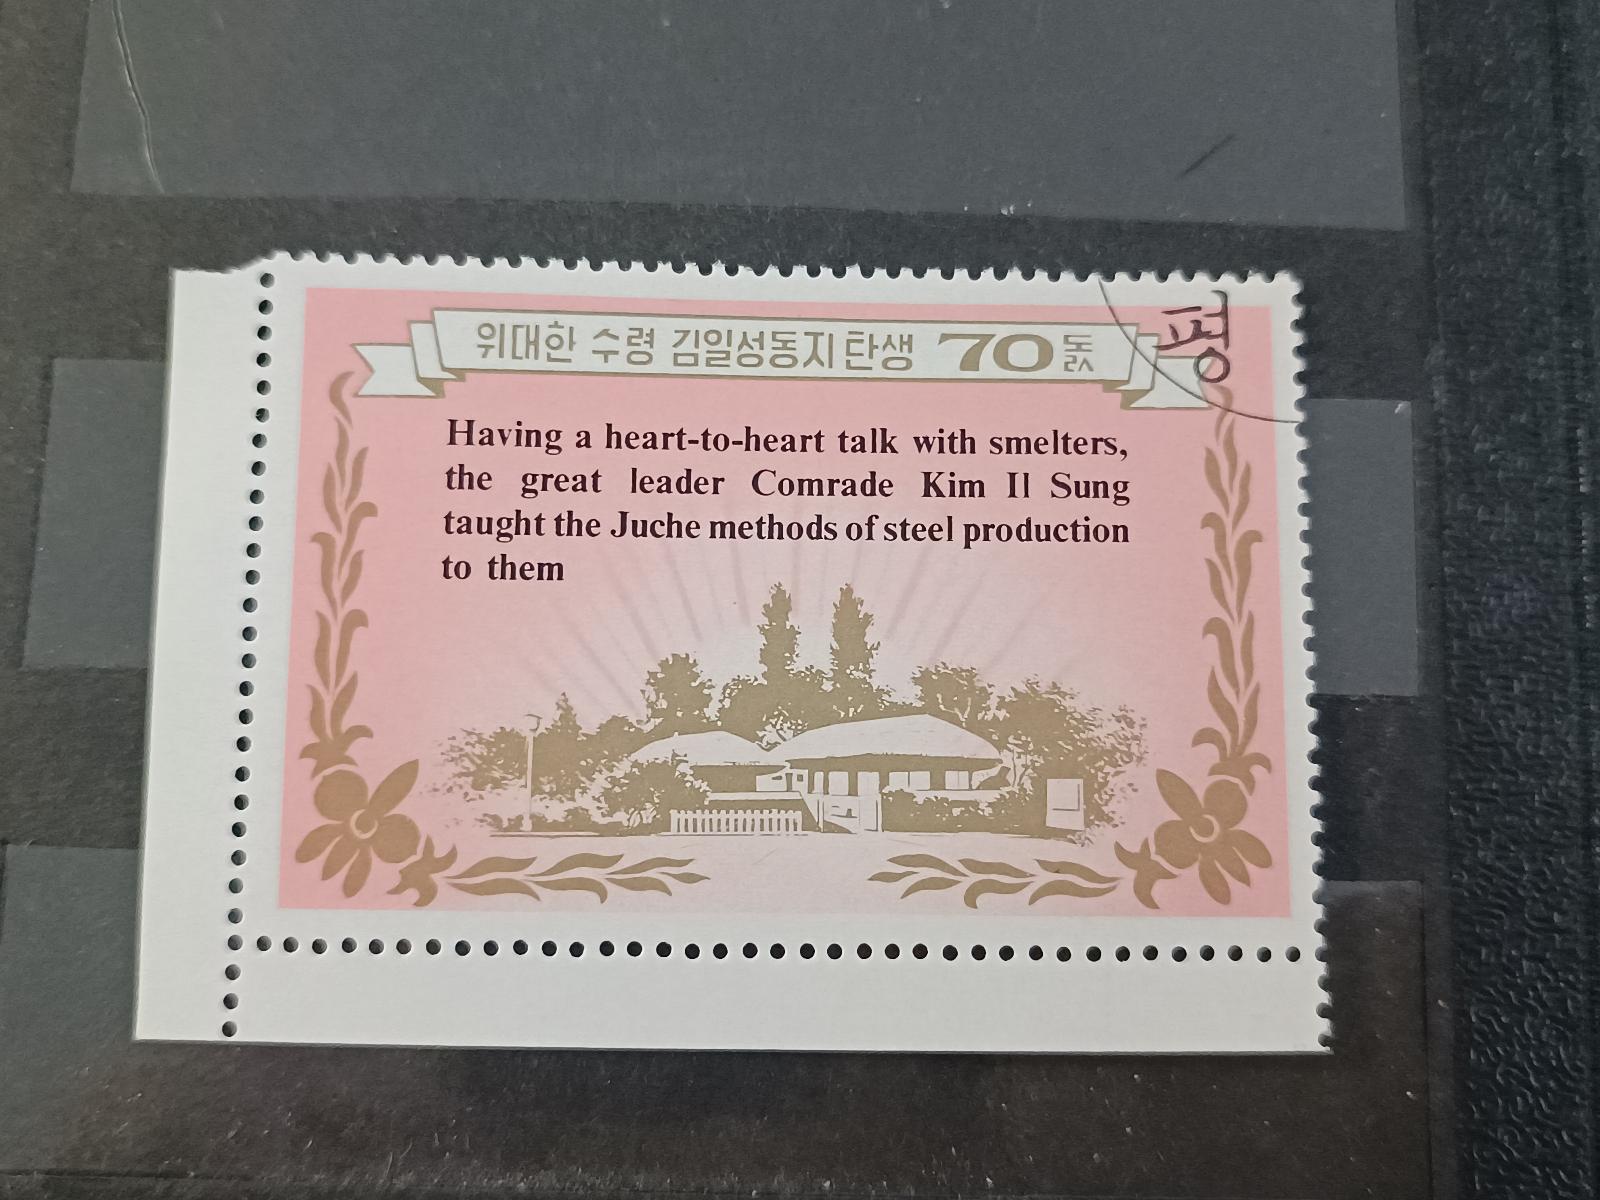 위대한 수령 김일성동지 탄생 70돐
Having a heart-to-heart talk with smelters,
the great leader Comrade Kim Il Sung
taught the Juche methods of steel production
to them
평